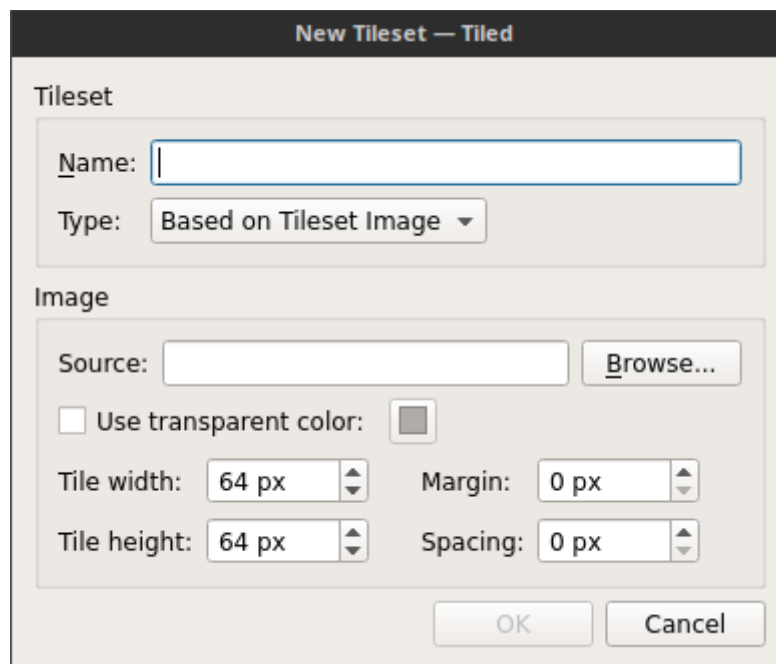 New Tileset — Tiled
Tileset
Name:
Type: Based on Tileset Image
Image
Source: Browse...
Use transparent color:
Tile width: 64 px Margin: 0 px
Tile height: 64 px Spacing: 0 px
OK Cancel